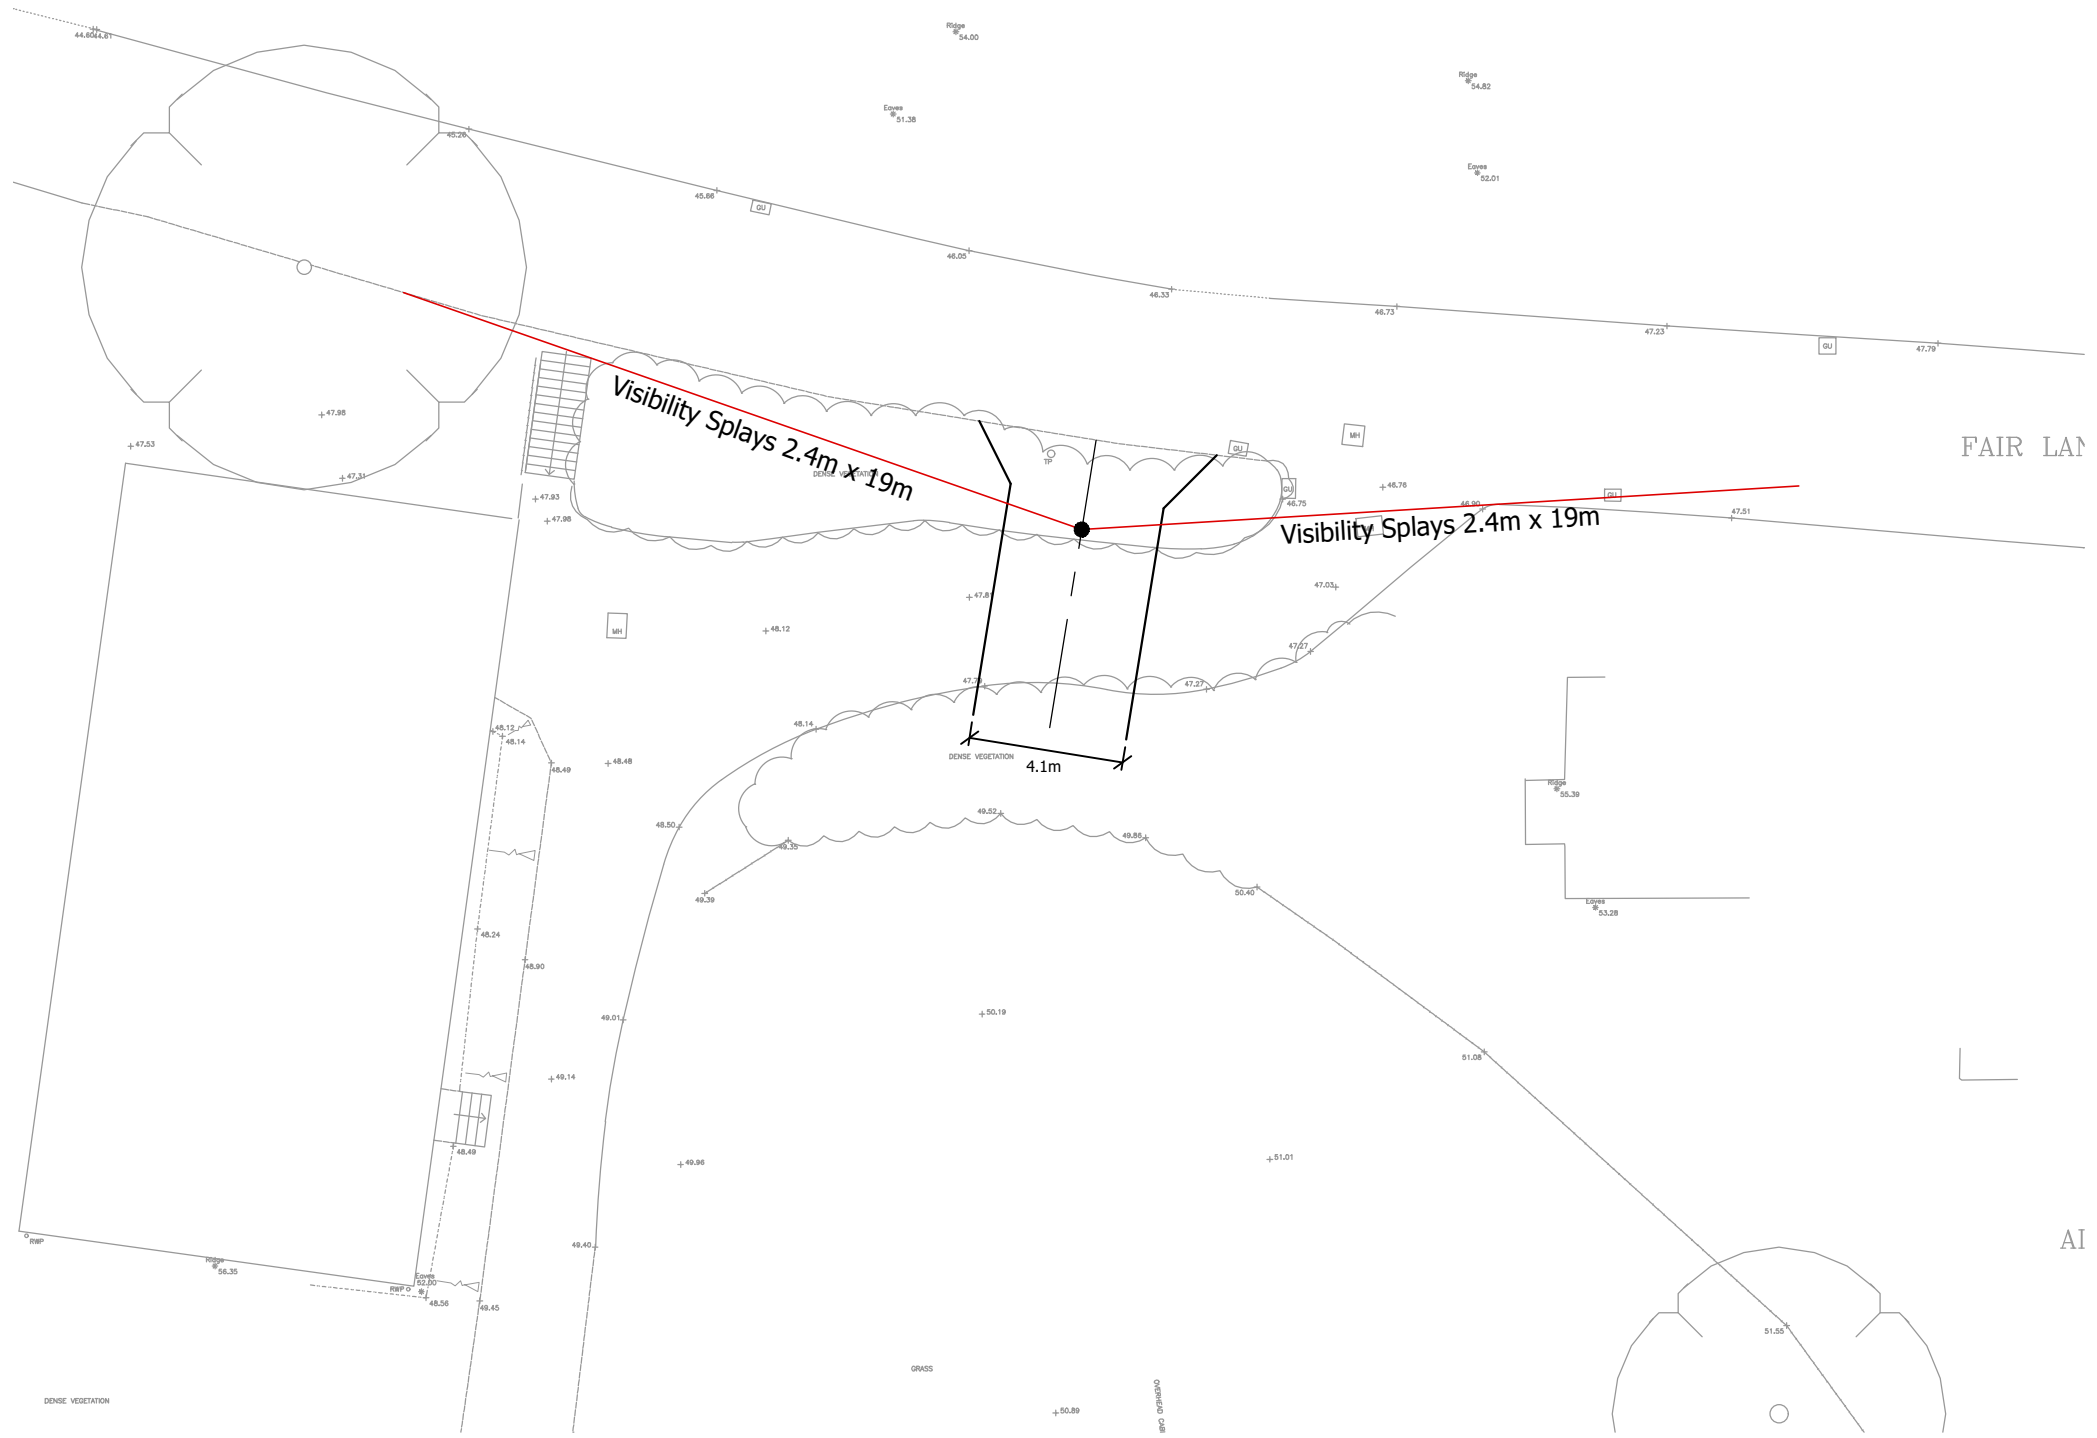 Ridge
54.00
44.60
44.61
Ridge
54.82
Eaves
51.38
45.26
Eaves
52.01
45.66
GU
46.05
46.33
46.73
47.23
GU
47.79
Visibility Splays 2.4m x 19m
47.98
47.53
MH
FAIR LAN
GU
TP
DENSE VEGETATION
47.31
46.76
GU
46.75
47.93
46.90
GU
47.51
47.98
Visibility Splays 2.4m x 19m
47.03
47.81
48.12
MH
47.27
47.27
48.14
48.12
48.14
DENSE VEGETATION
4.1m
48.48
48.49
Ridge
55.39
49.52
48.50
49.86
49.35
50.40
49.39
Eaves
53.28
48.24
48.90
50.19
49.01
51.08
49.14
48.49
49.96
51.01
RWP
49.40
Ridge
56.35
Eaves
52.00
RWP
48.56
49.45
51.55
GRASS
DENSE VEGETATION
50.89